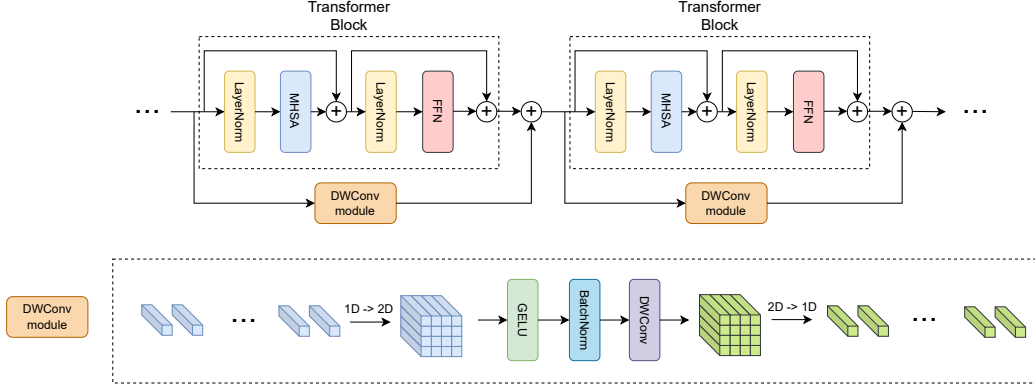 Transformer
Block
Transformer
Block
LayerNorm
MHSA
LayerNorm
FFN
LayerNorm
MHSA
LayerNorm
FFN
...
+
+
+
+
+
+
...
DWConv
module
DWConv
module
DWConv
module
...
1D -> 2D
GELU
BatchNorm
DWConv
2D -> 1D
...